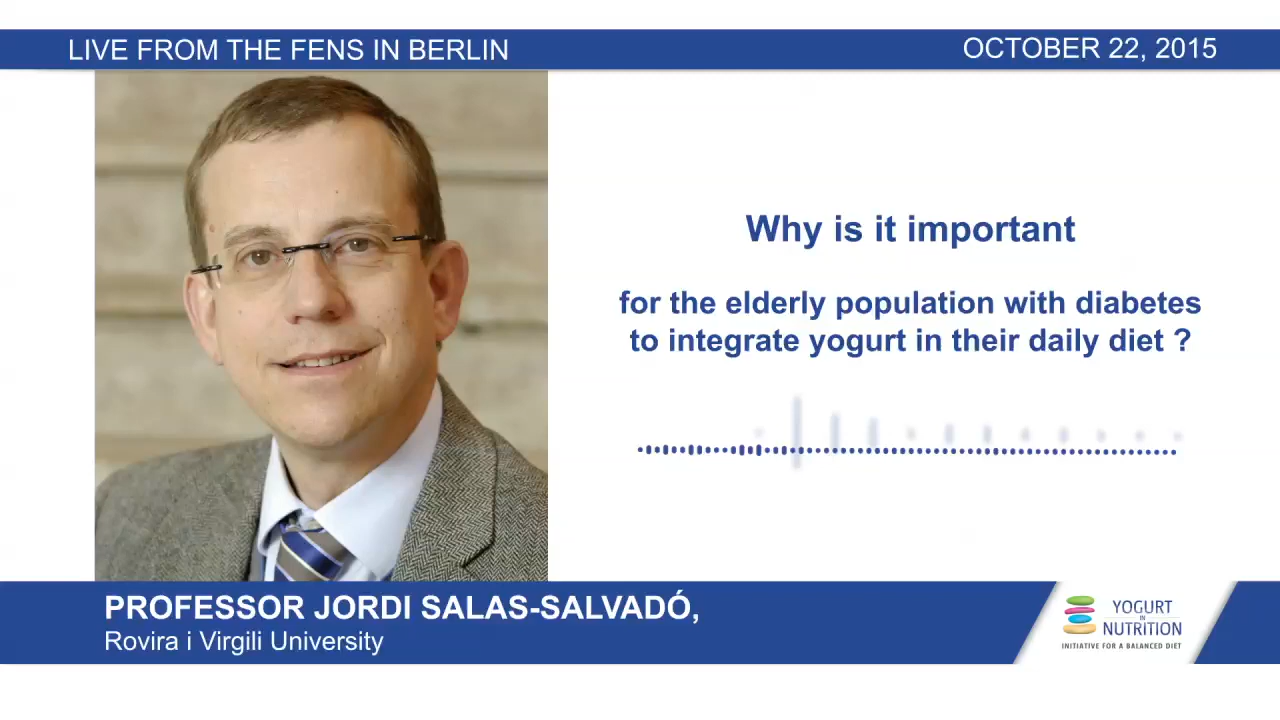 LIVE FROM THE FENS IN BERLIN
OCTOBER 22, 2015
Why is it important
for the elderly population with diabetes
to integrate yogurt in their daily diet ?
PROFESSOR JORDI SALAS-SALVADÓ,
Rovira i Virgili University
YOGURT
IN
NUTRITION
INITIATIVE FOR A BALANCED DIET